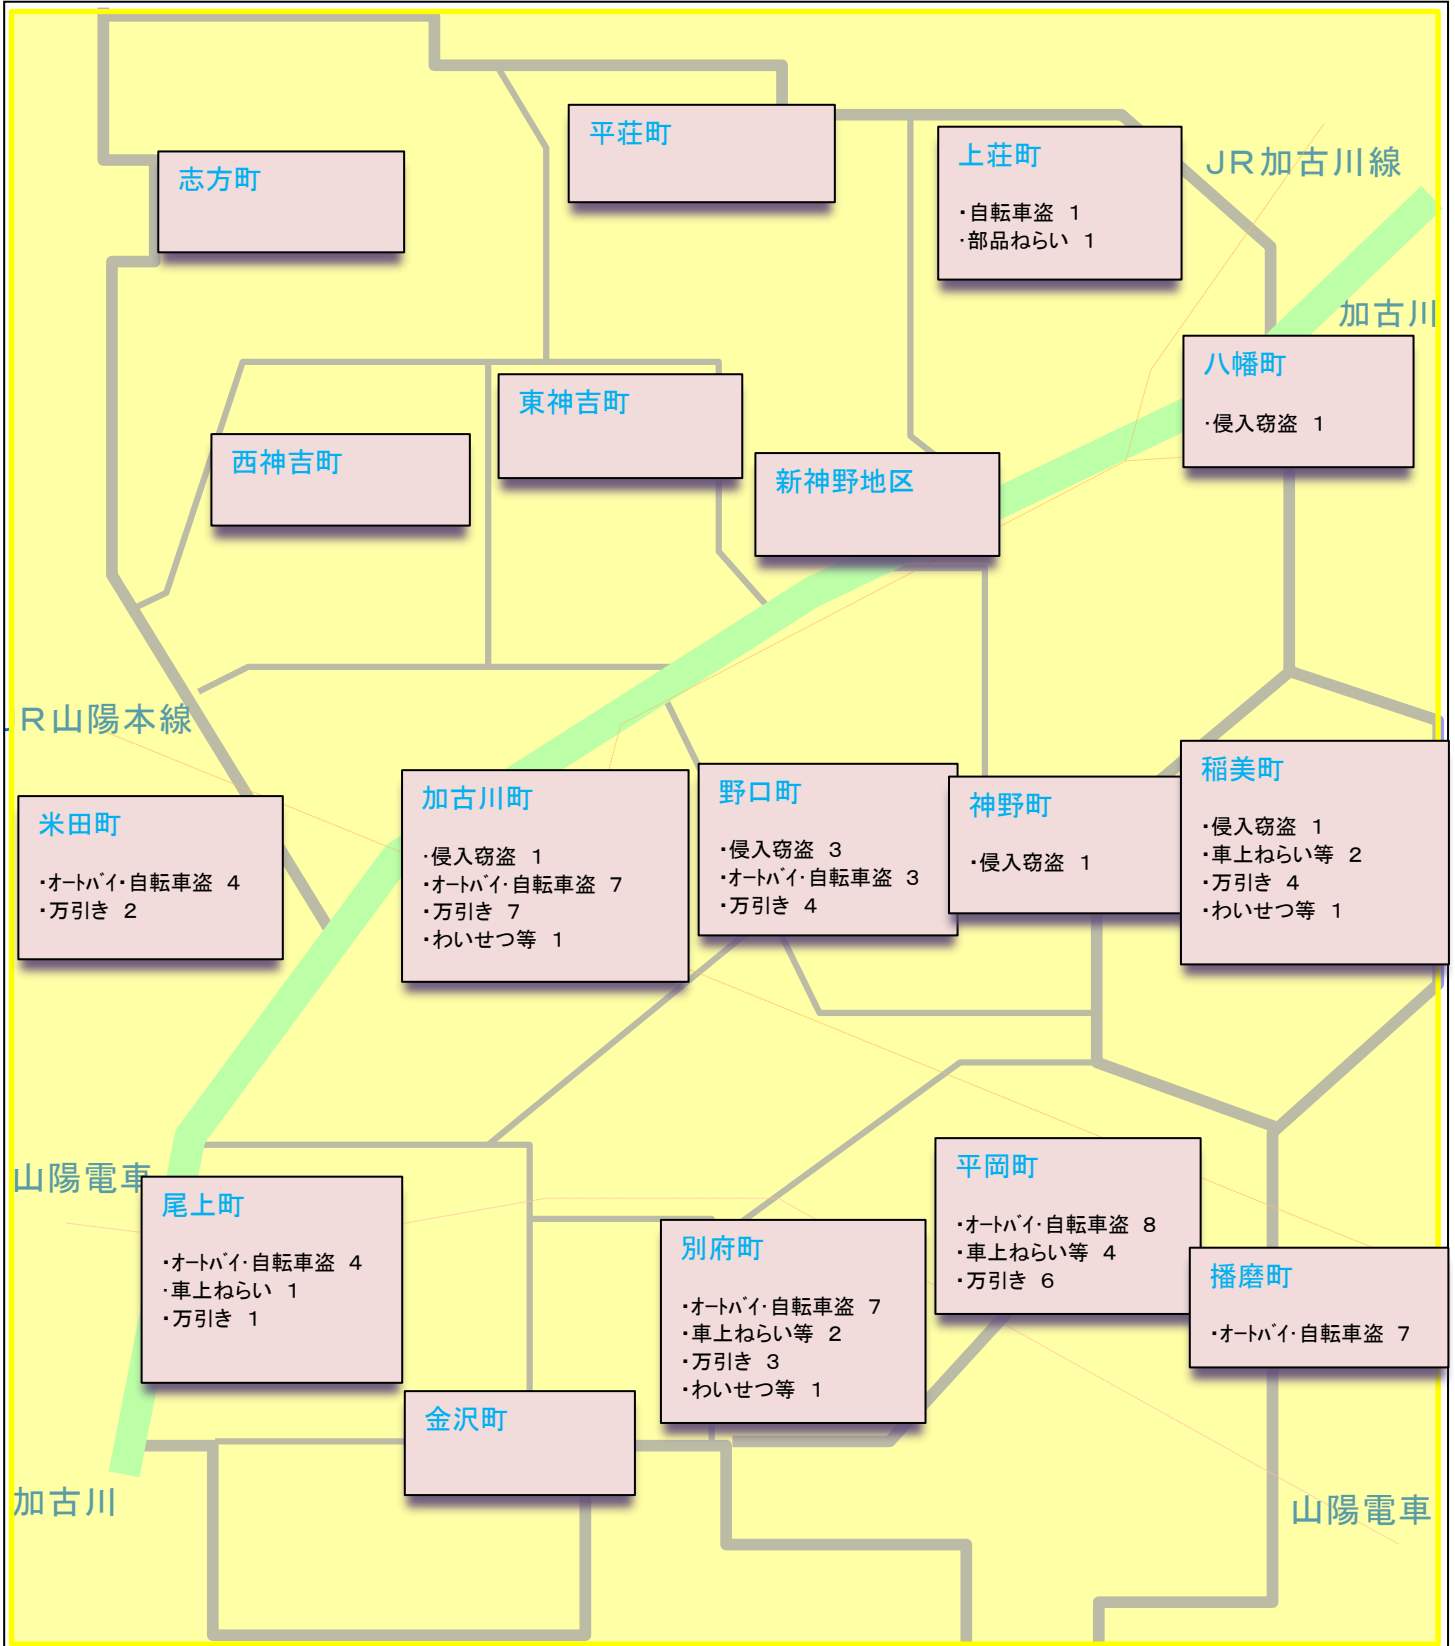 平荘町
志方町
上荘町
・自転車盗 1
・部品ねらい 1
JR加古川線
加古川
八幡町
・侵入窃盗 1
東神吉町
西神吉町
新神野地区
JR山陽本線
米田町
・オートバイ・自転車盗 4
・万引き 2
加古川町
・侵入窃盗 1
・オートバイ・自転車盗 7
・万引き 7
・わいせつ等 1
野口町
・侵入窃盗 3
・オートバイ・自転車盗 3
・万引き 4
神野町
・侵入窃盗 1
稲美町
・侵入窃盗 1
・車上ねらい等 2
・万引き 4
・わいせつ等 1
山陽電車
尾上町
・オートバイ・自転車盗 4
・車上ねらい 1
・万引き 1
別府町
・オートバイ・自転車盗 7
・車上ねらい等 2
・万引き 3
・わいせつ等 1
平岡町
・オートバイ・自転車盗 8
・車上ねらい等 4
・万引き 6
播磨町
・オートバイ・自転車盗 7
金沢町
加古川
山陽電車